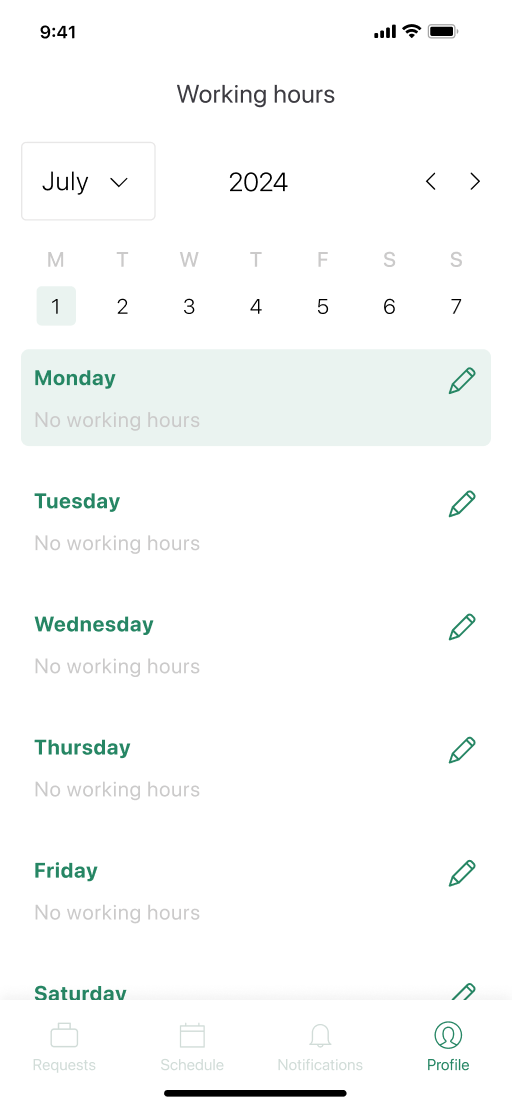 9:41
Working hours
July 2024
M T W T F S S
1 2 3 4 5 6 7
Monday
No working hours
Tuesday
No working hours
Wednesday
No working hours
Thursday
No working hours
Friday
No working hours
Saturday
Requests Schedule Notifications Profile